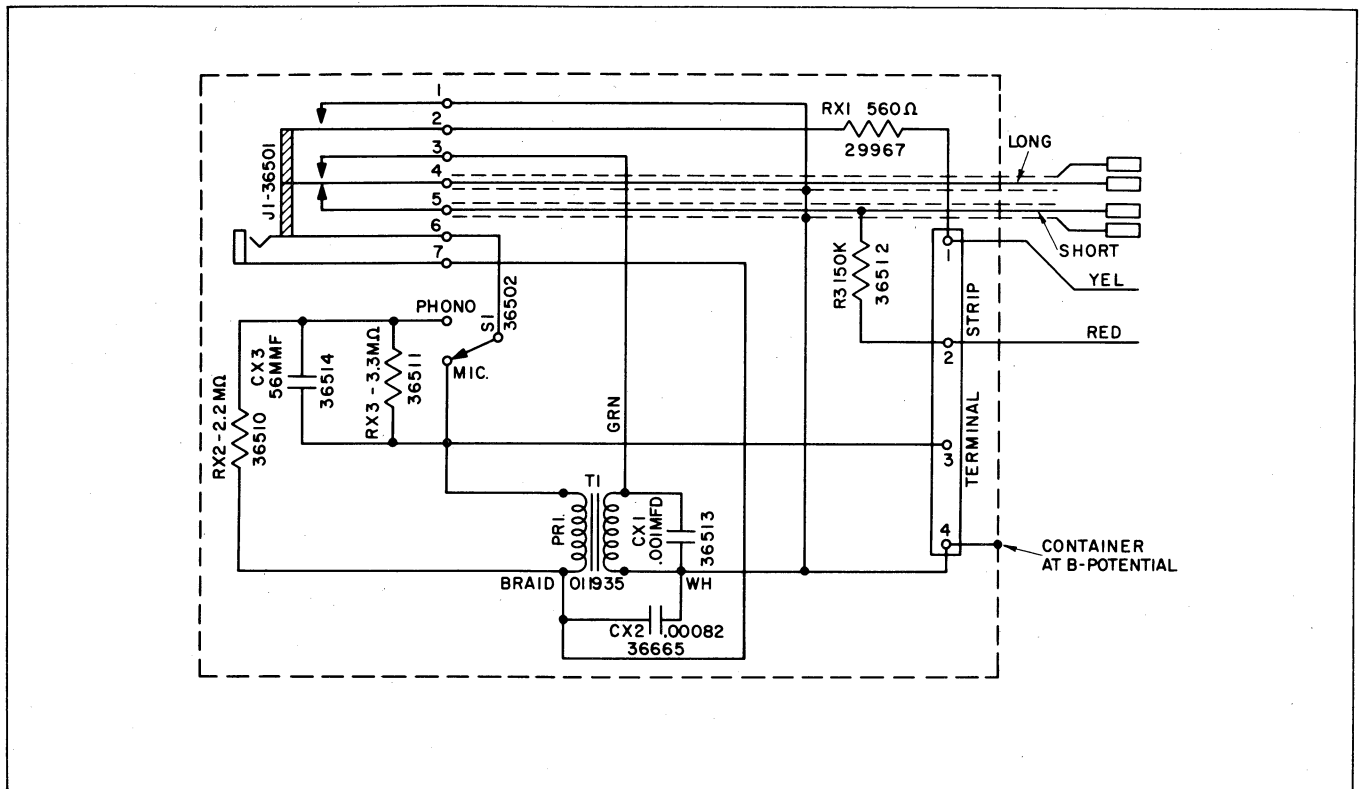 1
2
3
4
5
6
7
J1-36501
RX1 560Ω
29967
LONG
SHORT
YEL
RED
R3 150K
36512
1
2
3
4
TERMINAL STRIP
PHONO
S1
36502
MIC.
CX3
56MMF
36514
RX3-3.3MΩ
36511
RX2-2.2MΩ
36510
GRN
T1
PRI.
CX1
.001MFD
36513
BRAID
011935
WH
CX2 .00082
36665
CONTAINER
AT B-POTENTIAL